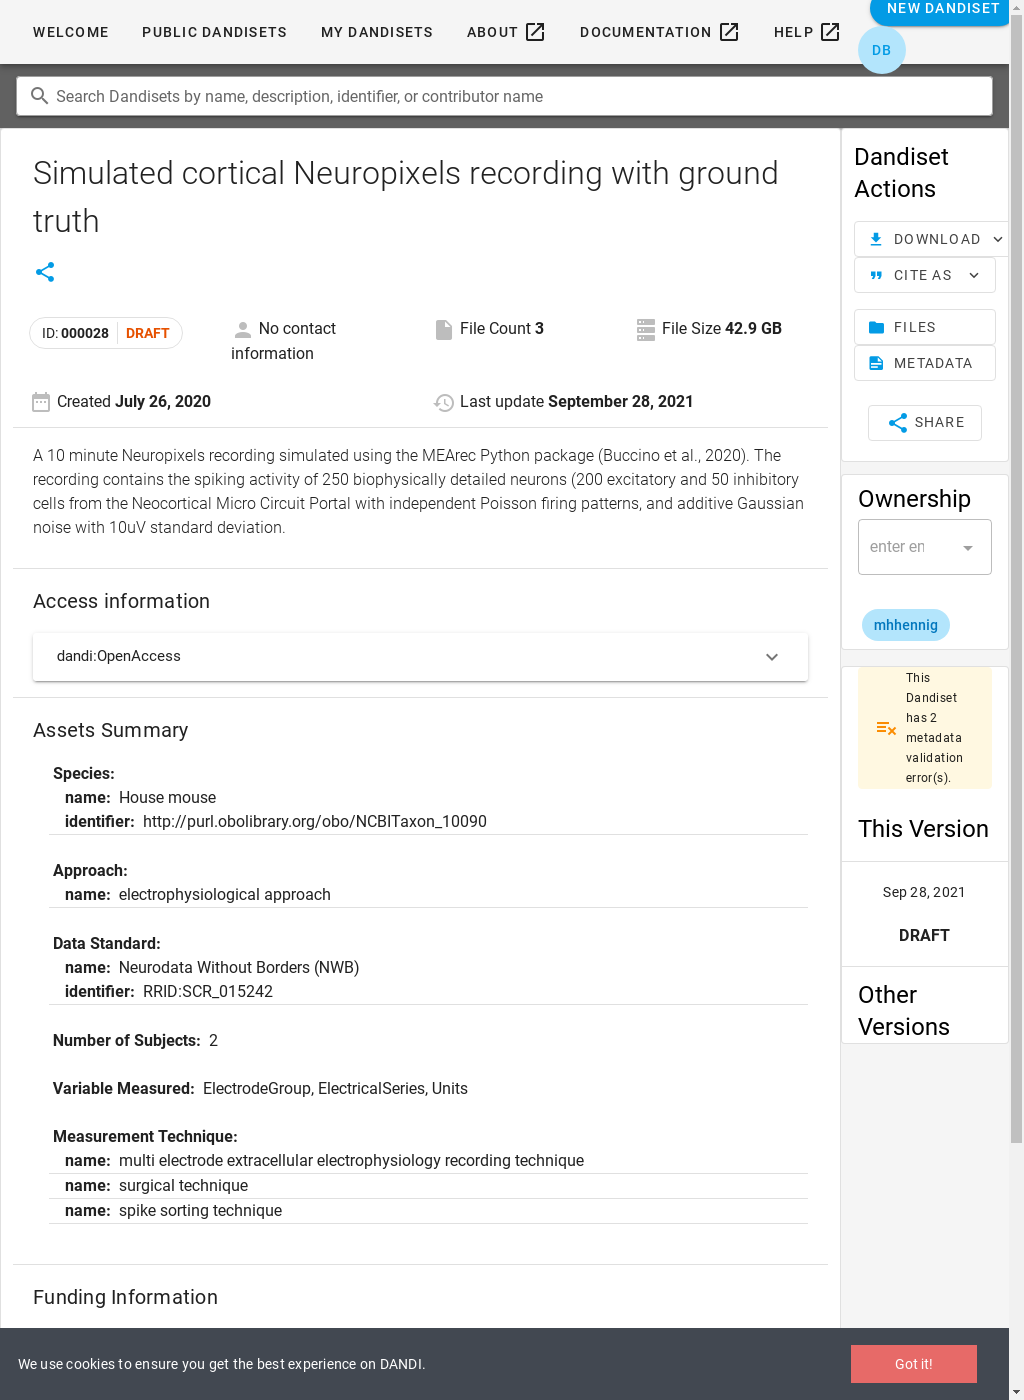 WELCOME PUBLIC DANDISETS MY DANDISETS ABOUT DOCUMENTATION HELP NEW DANDISET
DB
Search Dandisets by name, description, identifier, or contributor name
Simulated cortical Neuropixels recording with ground
truth
ID: 000028 DRAFT
No contact
information
File Count 3
File Size 42.9 GB
Created July 26, 2020
Last update September 28, 2021
A 10 minute Neuropixels recording simulated using the MEArec Python package (Buccino et al., 2020). The
recording contains the spiking activity of 250 biophysically detailed neurons (200 excitatory and 50 inhibitory
cells from the Neocortical Micro Circuit Portal with independent Poisson firing patterns, and additive Gaussian
noise with 10uV standard deviation.
Access information
dandi:OpenAccess
Assets Summary
Species:
name: House mouse
identifier: http://purl.obolibrary.org/obo/NCBITaxon_10090
Approach:
name: electrophysiological approach
Data Standard:
name: Neurodata Without Borders (NWB)
identifier: RRID:SCR_015242
Number of Subjects: 2
Variable Measured: ElectrodeGroup, ElectricalSeries, Units
Measurement Technique:
name: multi electrode extracellular electrophysiology recording technique
name: surgical technique
name: spike sorting technique
Funding Information
Dandiset
Actions
DOWNLOAD
CITE AS
FILES
METADATA
SHARE
Ownership
enter en
mhhennig
This
Dandiset
has 2
metadata
validation
error(s).
This Version
Sep 28, 2021
DRAFT
Other
Versions
We use cookies to ensure you get the best experience on DANDI.
Got it!